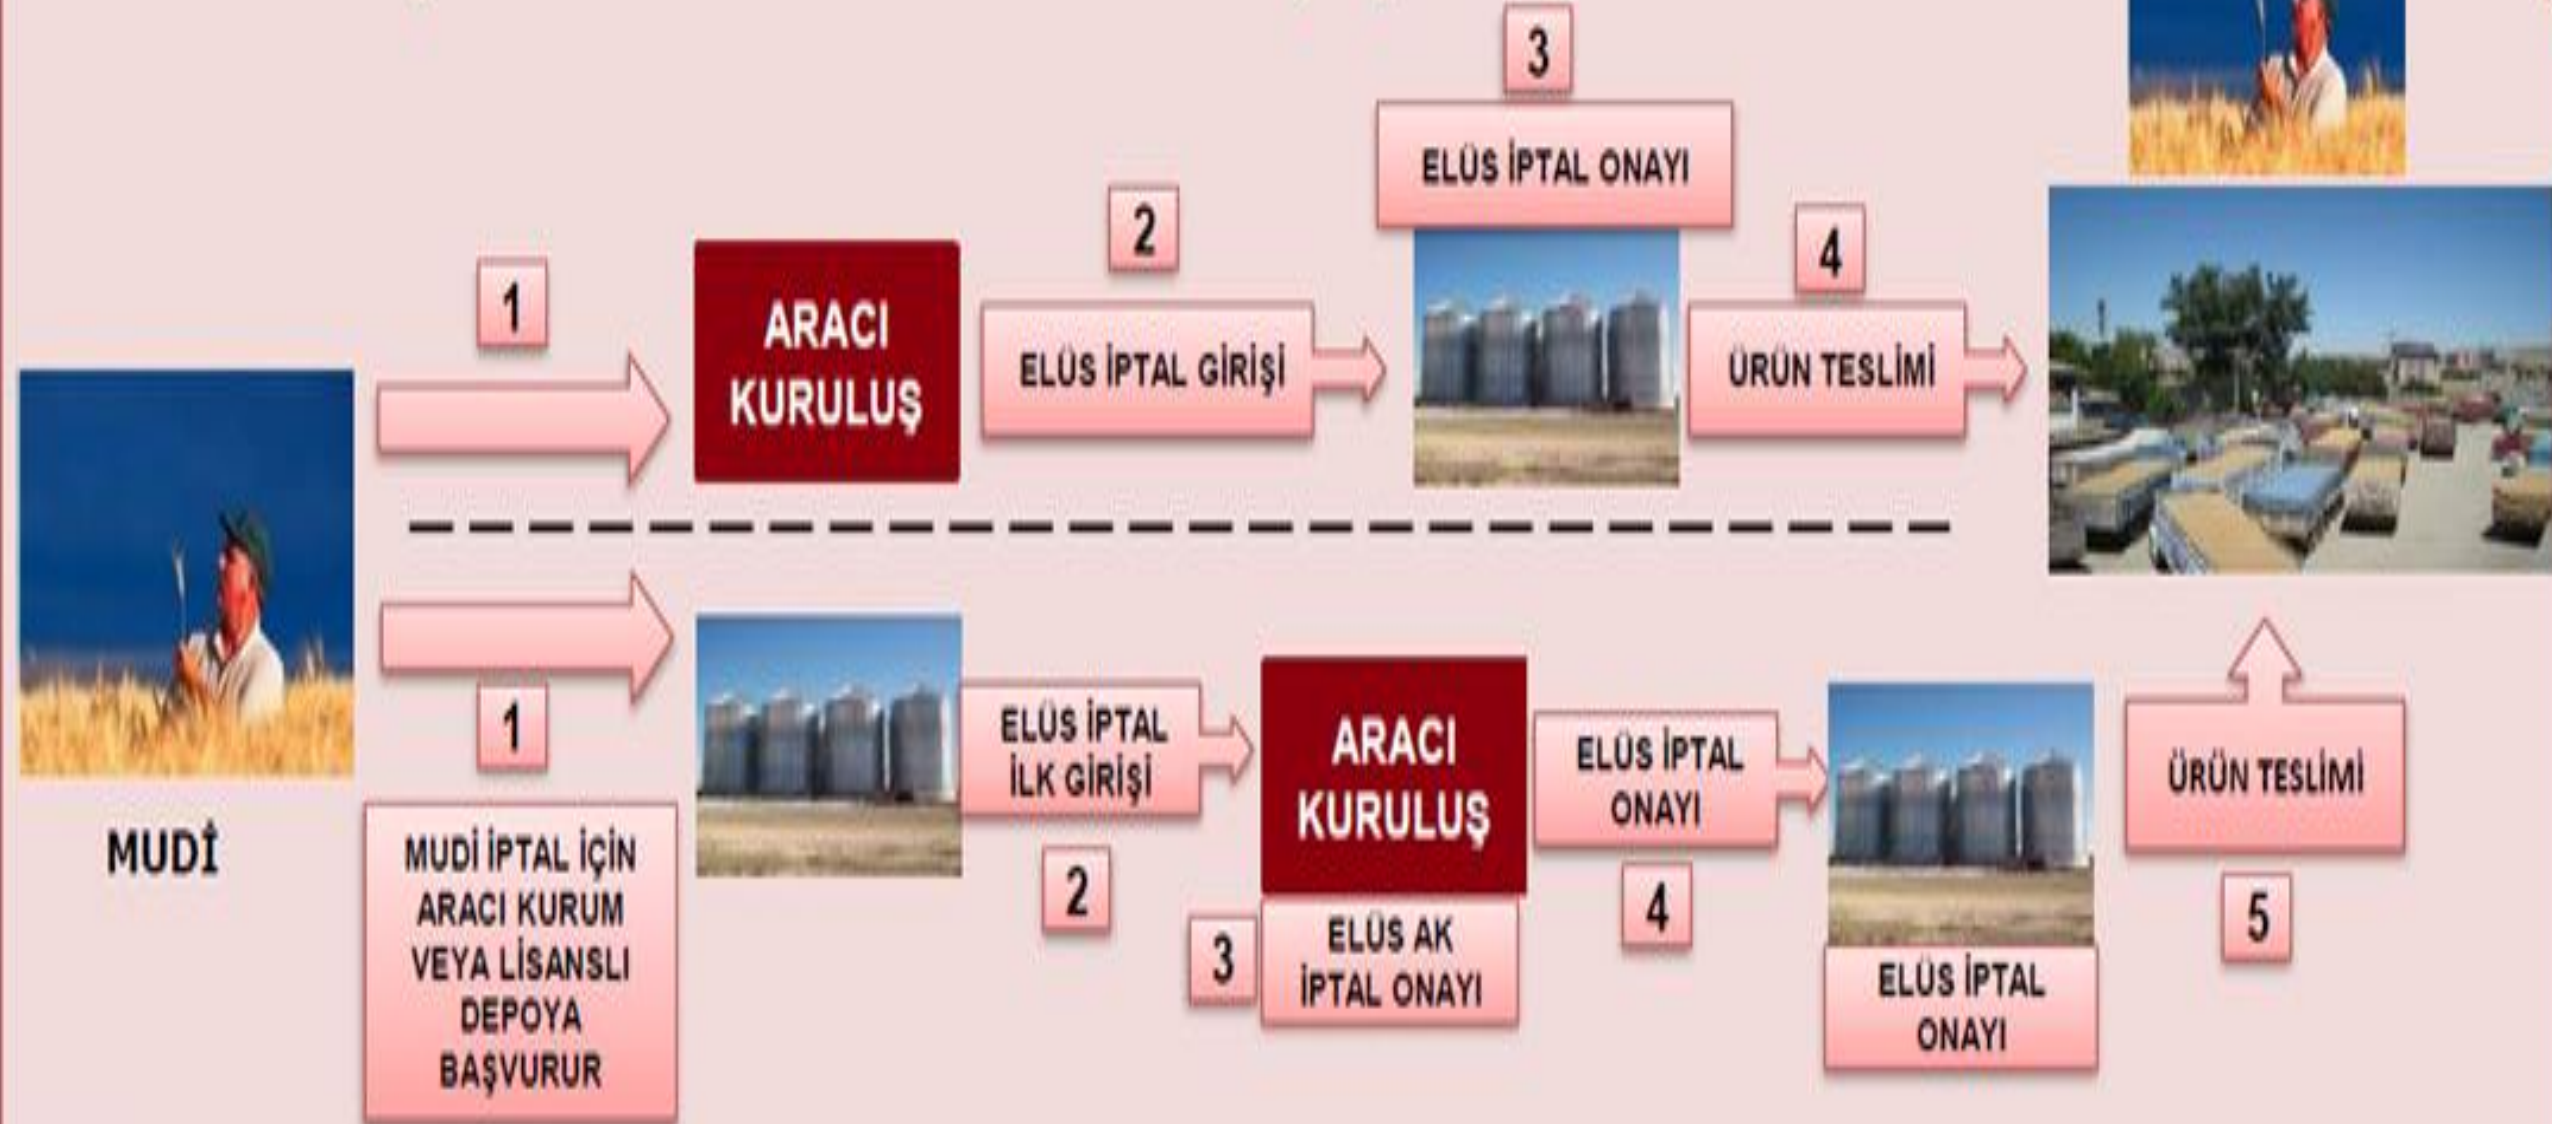 3
ELÜS İPTAL ONAYI
2
4
1
ARACI
KURULUŞ
ELÜS İPTAL GİRİŞİ
ÜRÜN TESLİMİ
1
ELÜS İPTAL
İLK GİRİŞİ
ARACI
KURULUŞ
ELÜS İPTAL
ONAYI
ÜRÜN TESLİMİ
MUDİ
MUDİ İPTAL İÇİN
ARACI KURUM
VEYA LİSANSLI
DEPOYA
BAŞVURUR
2
3
ELÜS AK
İPTAL ONAYI
4
ELÜS İPTAL
ONAYI
5